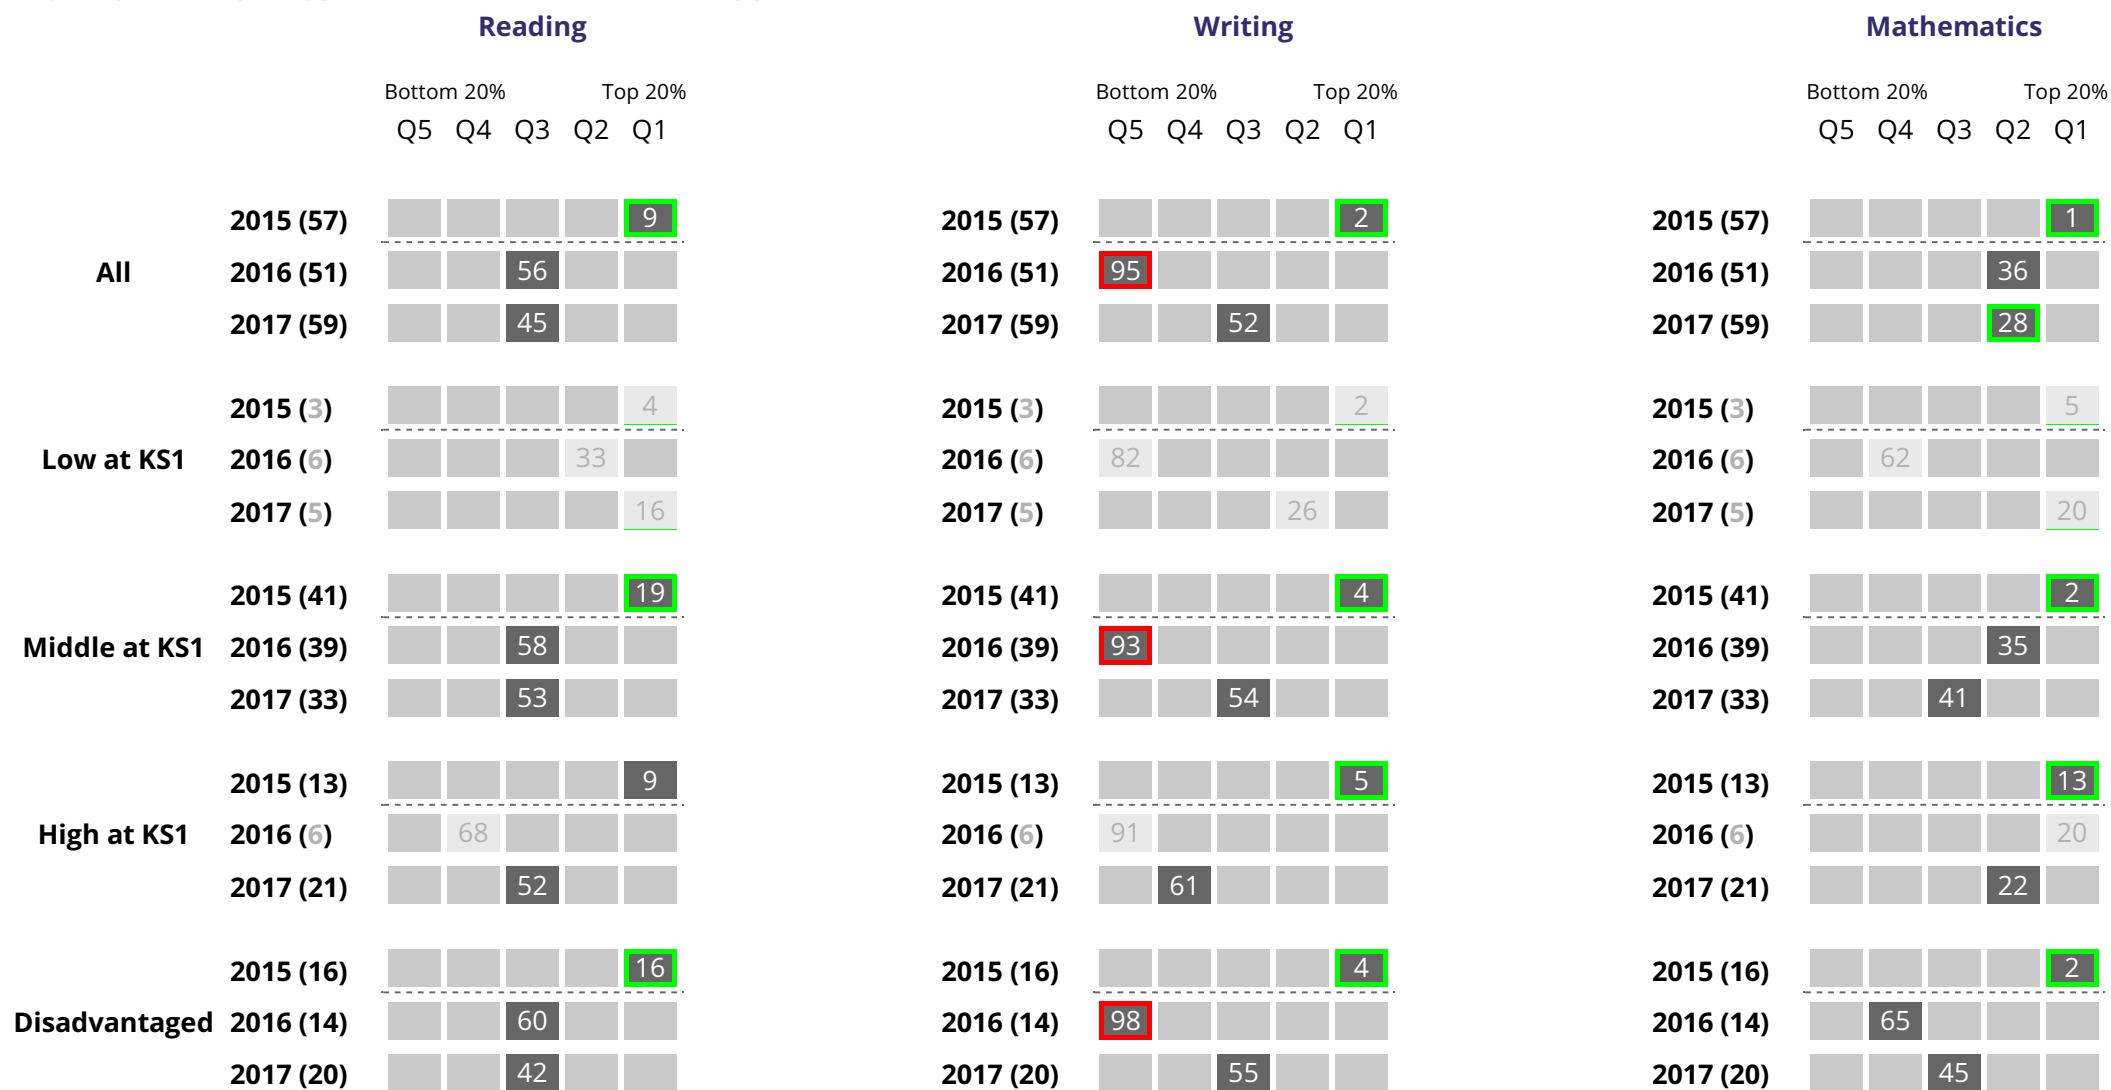 Reading Writing Mathematics
Bottom 20% Top 20% Bottom 20% Top 20% Bottom 20% Top 20%
Q5 Q4 Q3 Q2 Q1 Q5 Q4 Q3 Q2 Q1 Q5 Q4 Q3 Q2 Q1
2015 (57) 9 2015 (57) 2 2015 (57) 1
All 2016 (51) 56 2016 (51) 95 2016 (51) 36
2017 (59) 45 2017 (59) 52 2017 (59) 28
2015 (3) 4 2015 (3) 2 2015 (3) 5
Low at KS1 2016 (6) 33 2016 (6) 82 2016 (6) 62
2017 (5) 16 2017 (5) 26 2017 (5) 20
2015 (41) 19 2015 (41) 4 2015 (41) 2
Middle at KS1 2016 (39) 58 2016 (39) 93 2016 (39) 35
2017 (33) 53 2017 (33) 54 2017 (33) 41
2015 (13) 9 2015 (13) 5 2015 (13) 13
High at KS1 2016 (6) 68 2016 (6) 91 2016 (6) 20
2017 (21) 52 2017 (21) 61 2017 (21) 22
2015 (16) 16 2015 (16) 4 2015 (16) 2
Disadvantaged 2016 (14) 60 2016 (14) 98 2016 (14) 65
2017 (20) 42 2017 (20) 55 2017 (20) 45